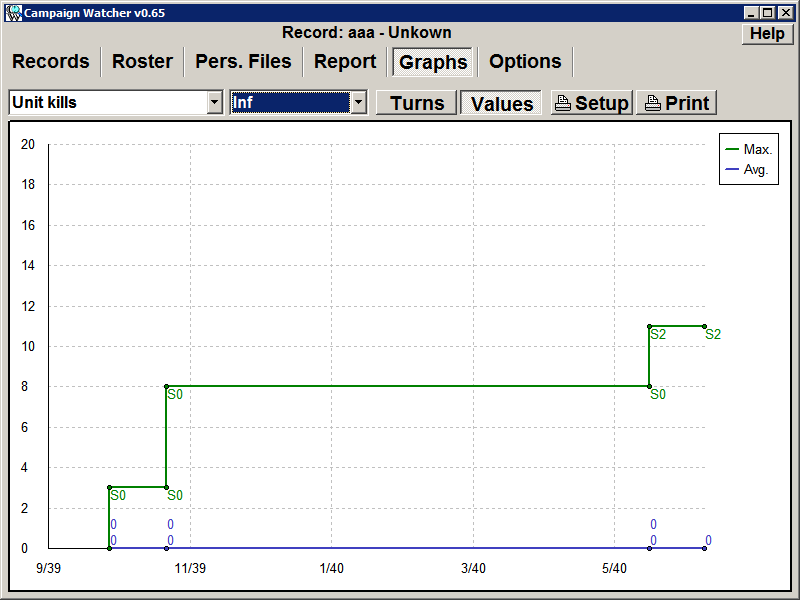 Campaign Watcher v0.65
Record: aaa - Unkown
Help
Records Roster Pers. Files Report Graphs Options
Unit kills Inf Turns Values Setup Print
20
Max.
Avg.
18
16
14
12
S2 S2
10
8
S0 S0
6
4
S0 S0
2
0 0 0
0 0 0 0
0
9/39 11/39 1/40 3/40 5/40